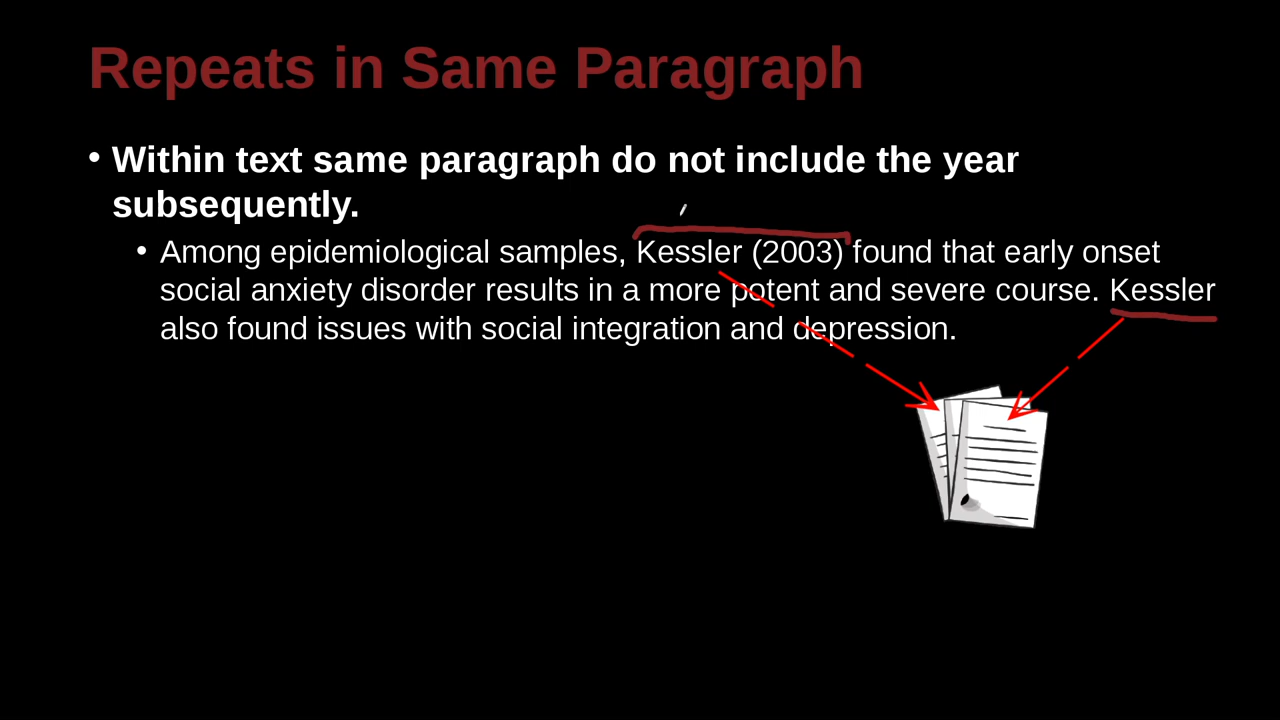 Repeats in Same Paragraph
• Within text same paragraph do not include the year
subsequently.
• Among epidemiological samples, Kessler (2003) found that early onset
social anxiety disorder results in a more potent and severe course. Kessler
also found issues with social integration and depression.